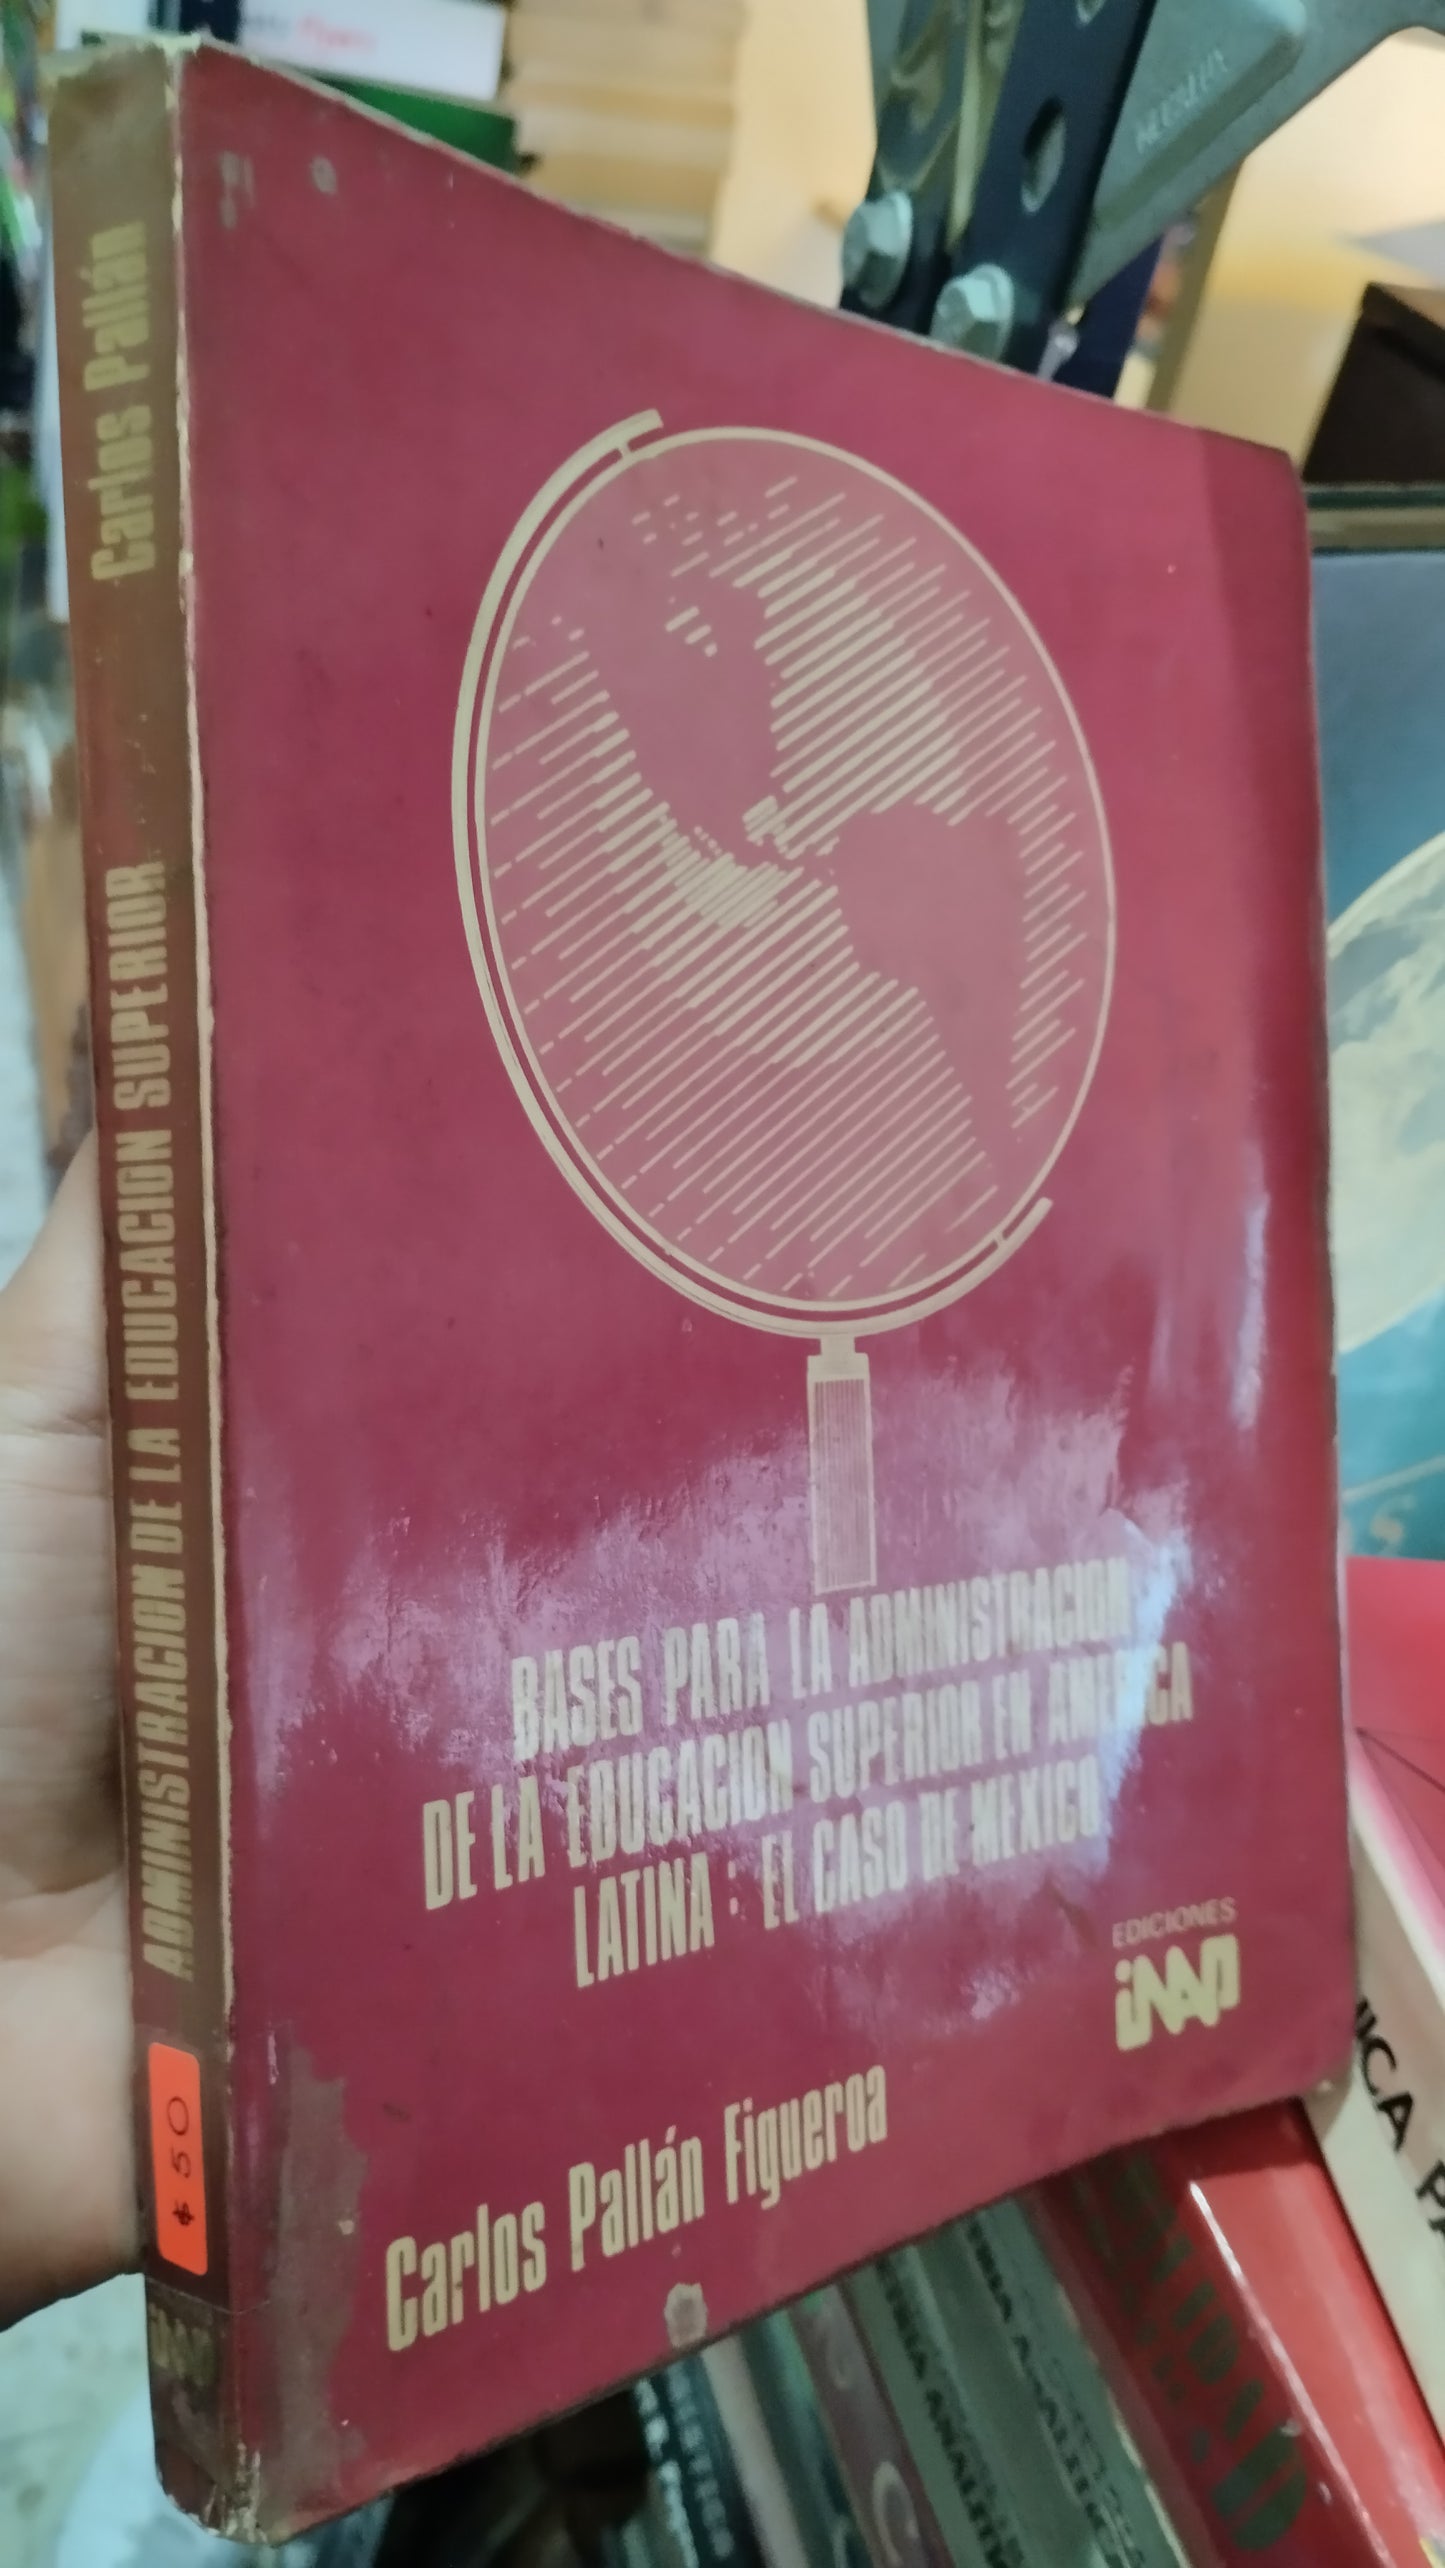 Carlos Pallán
ADMINISTRACION DE LA EDUCACION SUPERIOR
$ 50
inap
BASES PARA LA ADMINISTRACION
DE LA EDUCACION SUPERIOR EN AMERICA
LATINA : EL CASO DE MEXICO
EDICIONES
inap
Carlos Pallán Figueroa